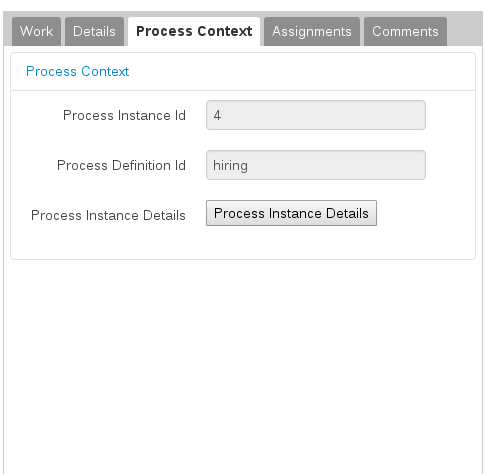 Work Details Process Context Assignments Comments
Process Context
Process Instance Id 4
Process Definition Id hiring
Process Instance Details Process Instance Details